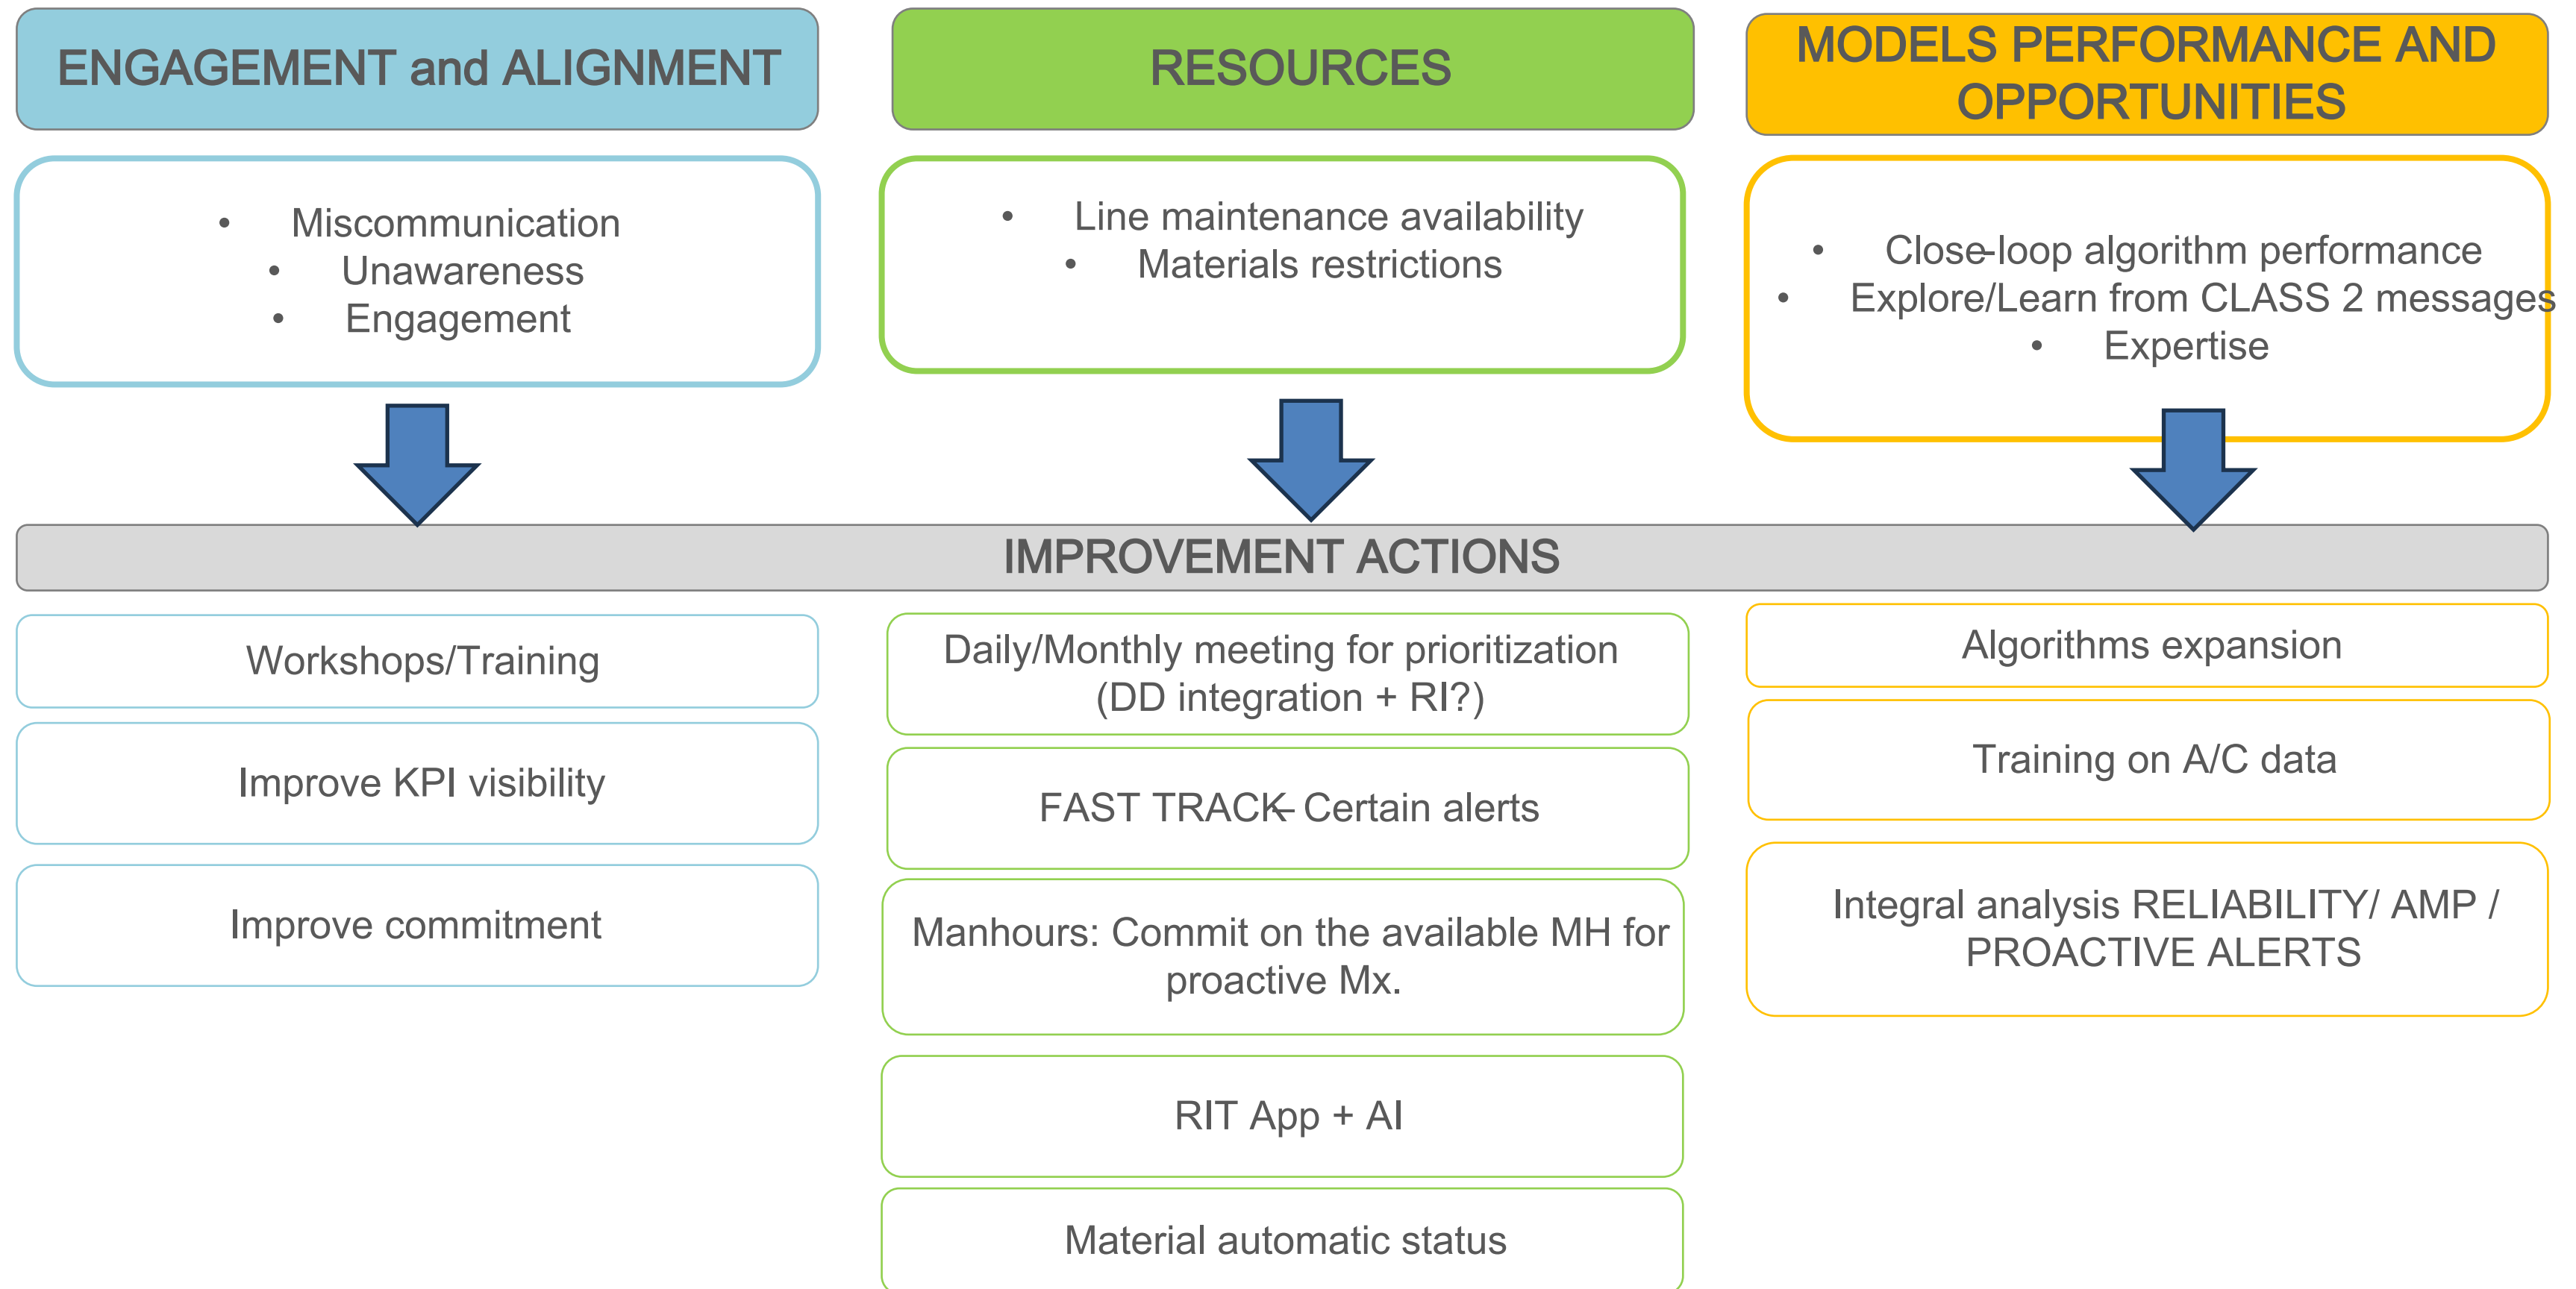 ENGAGEMENT and ALIGNMENT
• Miscommunication
• Unawareness
• Engagement
RESOURCES
• Line maintenance availability
• Materials restrictions
MODELS PERFORMANCE AND
OPPORTUNITIES
• Close-loop algorithm performance
• Explore/Learn from CLASS 2 messages
• Expertise
IMPROVEMENT ACTIONS
Workshops/Training
Improve KPI visibility
Improve commitment
Daily/Monthly meeting for prioritization
(DD integration + RI?)
FAST TRACK– Certain alerts
Manhours: Commit on the available MH for
proactive Mx.
RIT App + AI
Material automatic status
Algorithms expansion
Training on A/C data
Integral analysis RELIABILITY/ AMP /
PROACTIVE ALERTS